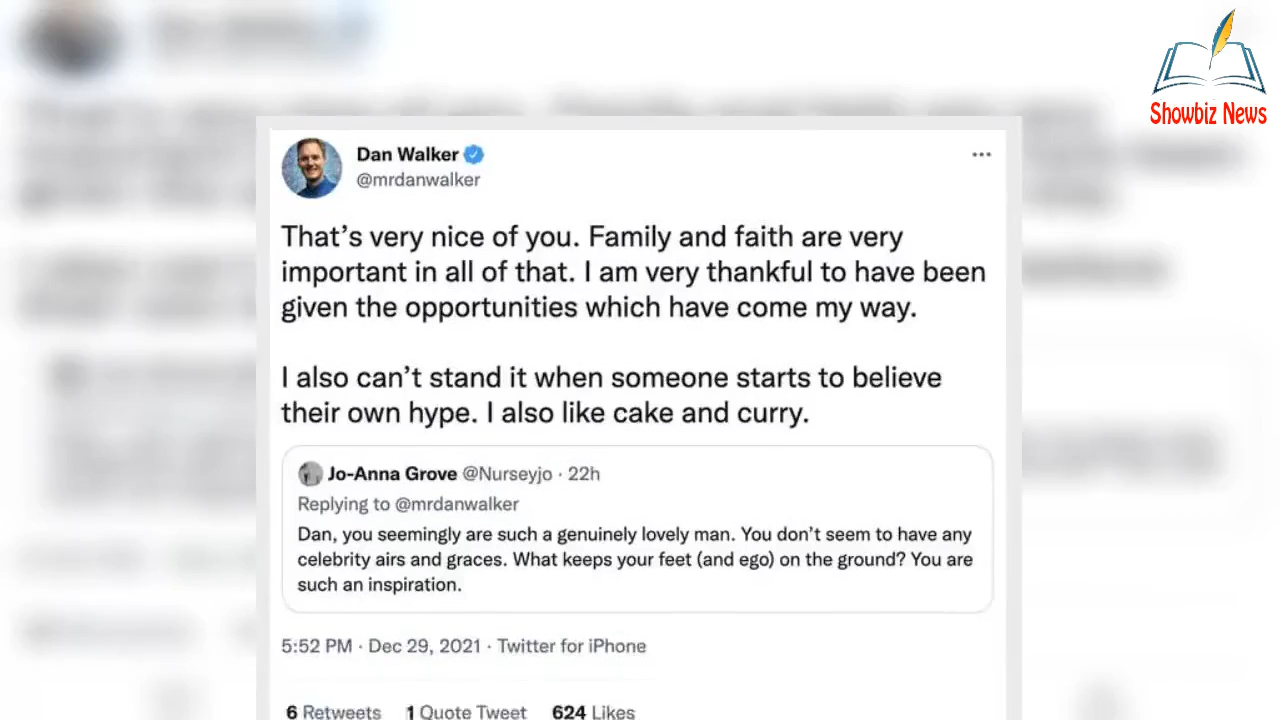 Showbiz News
Dan Walker
@mrdanwalker
That’s very nice of you. Family and faith are very
important in all of that. I am very thankful to have been
given the opportunities which have come my way.
I also can’t stand it when someone starts to believe
their own hype. I also like cake and curry.
Jo-Anna Grove @Nurseyjo · 22h
Replying to @mrdanwalker
Dan, you seemingly are such a genuinely lovely man. You don’t seem to have any
celebrity airs and graces. What keeps your feet (and ego) on the ground? You are
such an inspiration.
5:52 PM · Dec 29, 2021 · Twitter for iPhone
6 Retweets 1 Quote Tweet 624 Likes